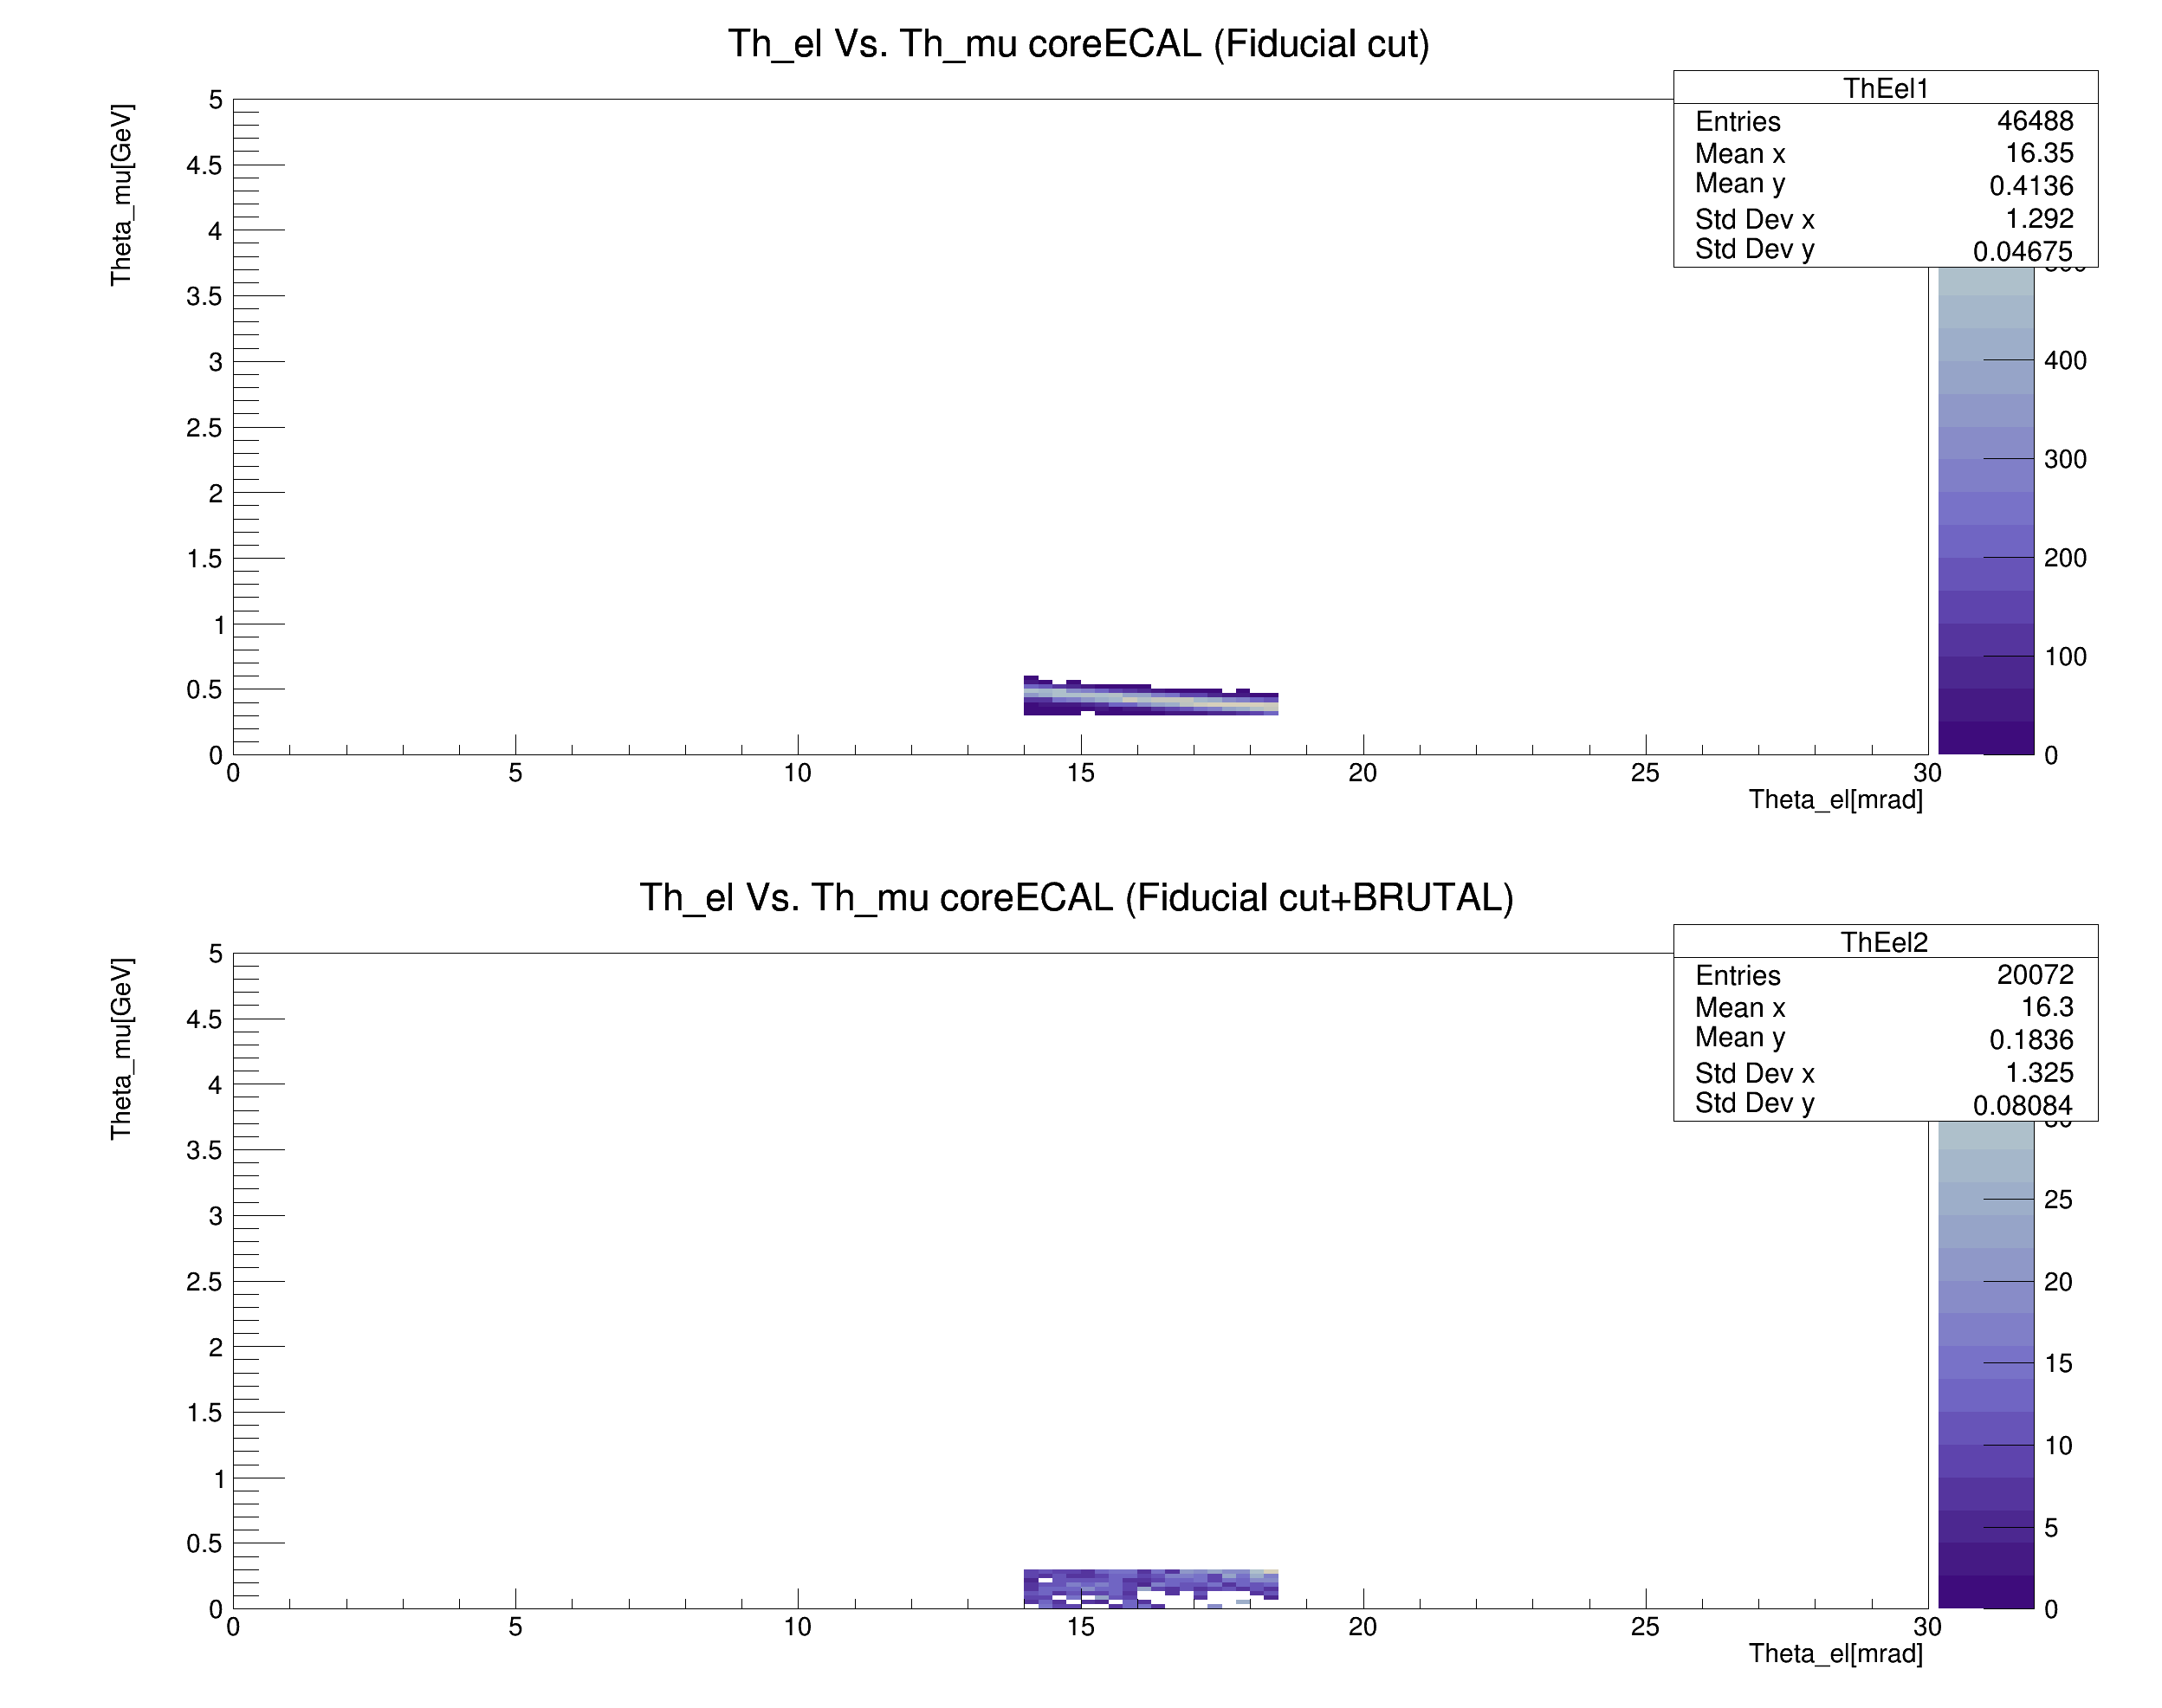 Th_el Vs. Th_mu coreECAL (Fiducial cut)
ThEel1
Entries 46488
Mean x 16.35
Mean y 0.4136
Std Dev x 1.292
Std Dev y 0.04675
Theta_mu[GeV]
5
4.5
4
3.5
3
2.5
2
1.5
1
0.5
0
400
300
200
100
0
0 5 10 15 20 25 30
Theta_el[mrad]
Th_el Vs. Th_mu coreECAL (Fiducial cut+BRUTAL)
ThEel2
Entries 20072
Mean x 16.3
Mean y 0.1836
Std Dev x 1.325
Std Dev y 0.08084
Theta_mu[GeV]
5
4.5
4
3.5
3
2.5
2
1.5
1
0.5
0
25
20
15
10
5
0
0 5 10 15 20 25 30
Theta_el[mrad]